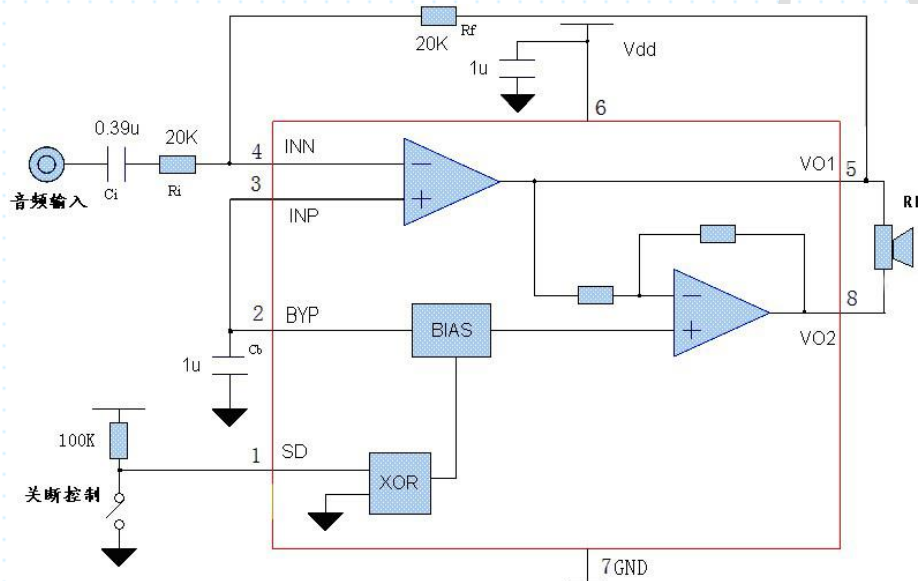 Rf
20K
Vdd
1u
6
0.39u
20K
4
INN
VO1
5
Ci
Ri
音频输入
3
INP
Rl
2
BYP
BIAS
8
VO2
1u
Cb
100K
1
SD
XOR
关断控制
7GND